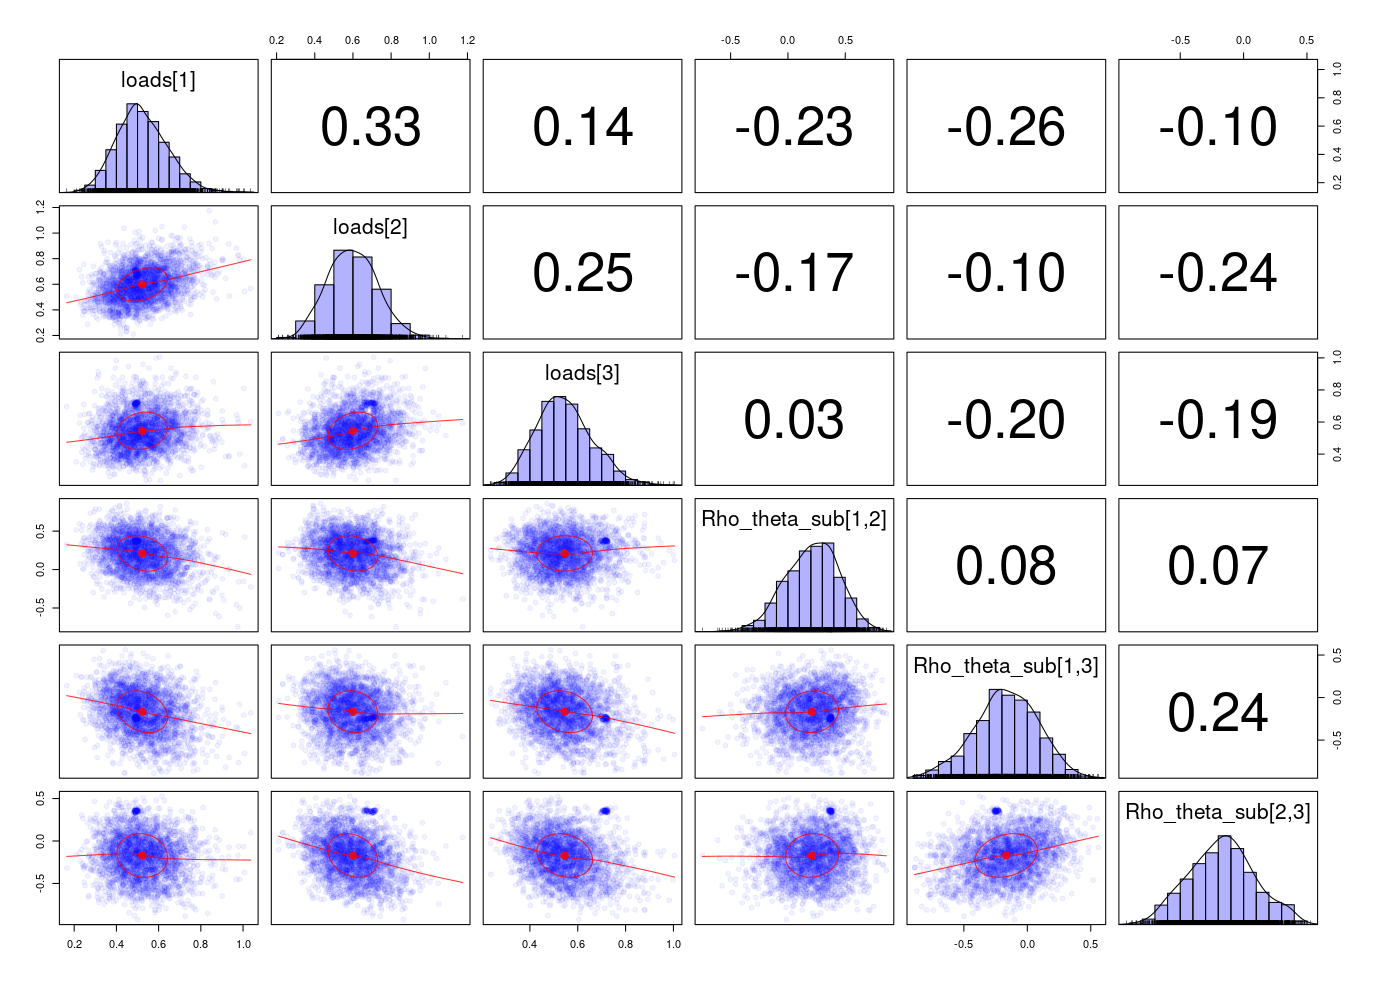 0.2 0.4 0.6 0.8 1.0 1.2
-0.5 0.0 0.5
-0.5 0.0 0.5
loads[1]
0.33
0.14
-0.23
-0.26
-0.10
0.2 0.4 0.6 0.8 1.0
0.2 0.4 0.6 0.8 1.0 1.2
loads[2]
0.25
-0.17
-0.10
-0.24
loads[3]
0.03
-0.20
-0.19
0.4 0.6 0.8 1.0
-0.5 0.0 0.5
Rho_theta_sub[1,2]
0.08
0.07
Rho_theta_sub[1,3]
0.24
-0.5 0.0 0.5
-0.5 0.0 0.5
Rho_theta_sub[2,3]
0.2 0.4 0.6 0.8 1.0
0.4 0.6 0.8 1.0
-0.5 0.0 0.5